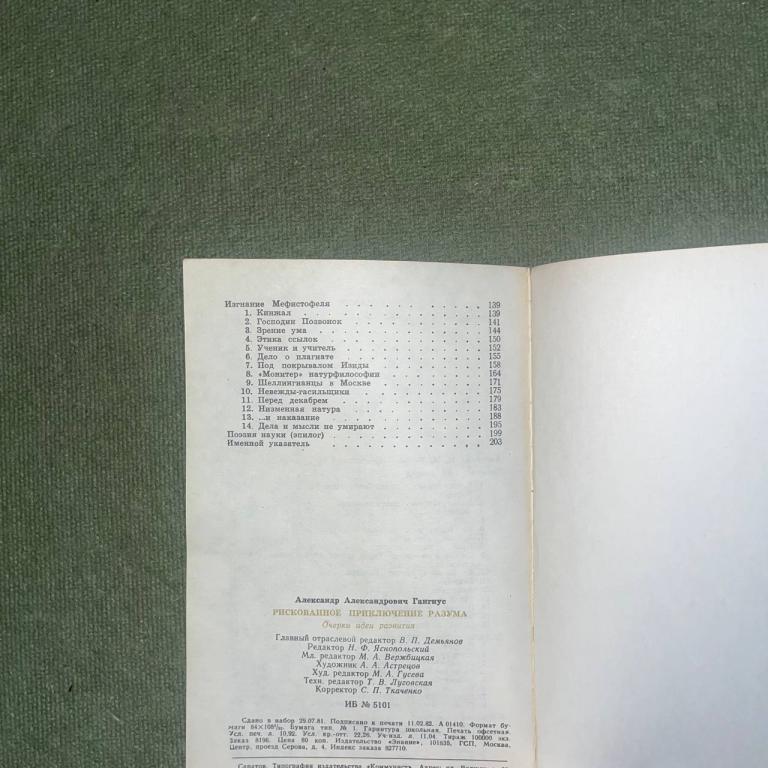 Изгнание Мефистофеля . . . . . . . . . . . . 139
1. Кинжал . . . . . . . . . . . . 139
2. Господин Позвонок . . . . . . . . . . . . 141
3. Зрение ума . . . . . . . . . . . . 144
4. Этика ссылок . . . . . . . . . . . . 150
5. Ученик и учитель . . . . . . . . . . . . 152
6. Дело о плагиате . . . . . . . . . . . . 155
7. Под покрывалом Изиды . . . . . . . . . . . . 158
8. «Монитер» натурфилософии . . . . . . . . . . . . 164
9. Шеллингианцы в Москве . . . . . . . . . . . . 171
10. Невежды-гасильщики . . . . . . . . . . . . 175
11. Перед декабрем . . . . . . . . . . . . 179
12. Низменная натура . . . . . . . . . . . . 183
13. ...и наказание . . . . . . . . . . . . 188
14. Дела и мысли не умирают . . . . . . . . . . . . 195
Поэзия науки (эпилог) . . . . . . . . . . . . 199
Именной указатель . . . . . . . . . . . . 203
Александр Александрович Гангнус
РИСКОВАННОЕ ПРИКЛЮЧЕНИЕ РАЗУМА
Очерки идеи развития
Главный отраслевой редактор В. П. Демьянов
Редактор Н. Ф. Яснопольский
Мл. редактор М. А. Вержбицкая
Художник А. А. Астрецов
Худ. редактор М. А. Гусева
Техн. редактор Т. В. Луговская
Корректор С. П. Ткаченко
ИБ № 5101
Сдано в набор 29.07.81. Подписано к печати 11.02.82. А 01410. Формат бу-
маги 84×108¹/₃₂. Бумага тип. № 1. Гарнитура школьная. Печать офсетная.
Усл. печ. л. 10,92. Усл. кр.-отт. 22,26. Уч-изд. л. 11,04. Тираж 100000 экз.
Заказ 8196. Цена 80 коп. Издательство «Знание», 101835, ГСП, Москва,
Центр, проезд Серова, д. 4. Индекс заказа 827710.
Саратов. Типография издательства «Коммунист».